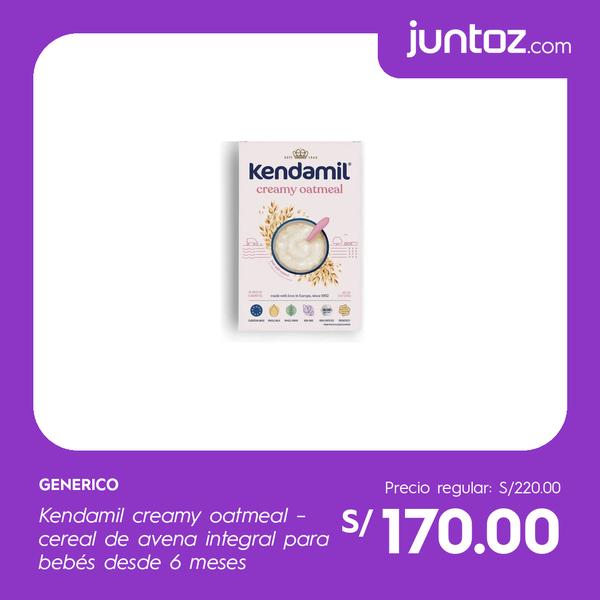 juntoz.com
Kendamil®
creamy oatmeal
made with love in Europe, since 1962
GENERICO
Kendamil creamy oatmeal -
cereal de avena integral para
bebés desde 6 meses
Precio regular: S/220.00
S/170.00